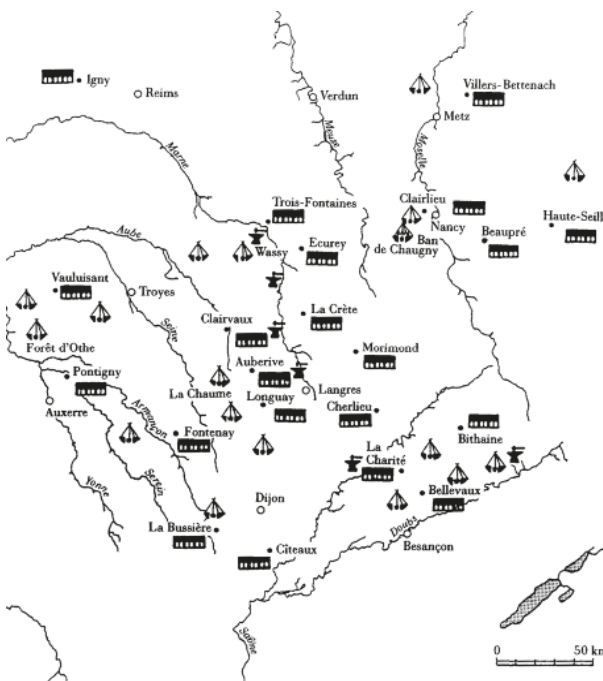 Igny
Reims
Verdun
Villers-Bettenach
Metz
Marne
Meuse
Moselle
Trois-Fontaines
Clairlieu
Nancy
Haute-Seill
Aube
Wassy
Ecurey
Ban
de Chaugny
Beaupré
Vauluisant
Troyes
Seine
Clairvaux
La Crète
Forêt d'Othe
Morimond
Auberive
Pontigny
La Chaume
Langres
Longuay
Cherlieu
Auxerre
Armançon
Fontenay
Bithaine
La
Charité
Yonne
Serein
Dijon
Bellevaux
La Bussière
Doubs
Besançon
Cîteaux
Saône
0
50 km